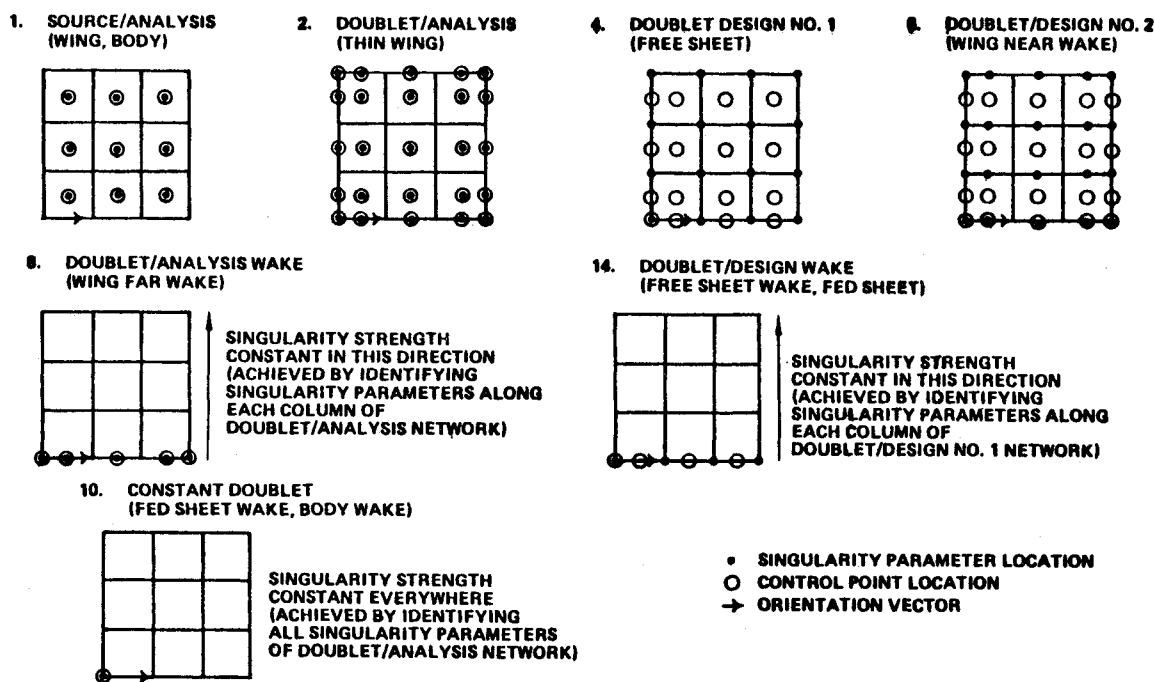 1. SOURCE/ANALYSIS
(WING, BODY)
2. DOUBLET/ANALYSIS
(THIN WING)
4. DOUBLET DESIGN NO. 1
(FREE SHEET)
DOUBLET/DESIGN NO. 2
(WING NEAR WAKE)
8. DOUBLET/ANALYSIS WAKE
(WING FAR WAKE)
SINGULARITY STRENGTH
CONSTANT IN THIS DIRECTION
(ACHIEVED BY IDENTIFYING
SINGULARITY PARAMETERS ALONG
EACH COLUMN OF
DOUBLET/ANALYSIS NETWORK)
14. DOUBLET/DESIGN WAKE
(FREE SHEET WAKE, FED SHEET)
SINGULARITY STRENGTH
CONSTANT IN THIS DIRECTION
(ACHIEVED BY IDENTIFYING
SINGULARITY PARAMETERS ALONG
EACH COLUMN OF
DOUBLET/DESIGN NO. 1 NETWORK)
10. CONSTANT DOUBLET
(FED SHEET WAKE, BODY WAKE)
SINGULARITY STRENGTH
CONSTANT EVERYWHERE
(ACHIEVED BY IDENTIFYING
ALL SINGULARITY PARAMETERS
OF DOUBLET/ANALYSIS NETWORK)
SINGULARITY PARAMETER LOCATION
CONTROL POINT LOCATION
ORIENTATION VECTOR